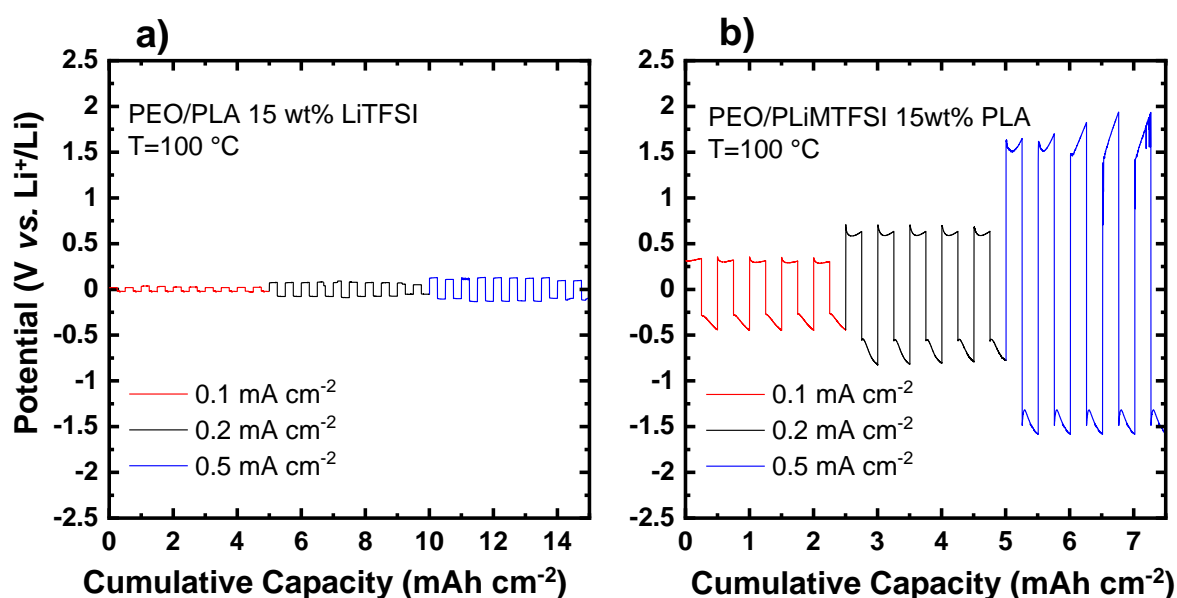 a)
PEO/PLA 15 wt% LiTFSI
T=100 °C
2.5
2
1.5
1
0.5
0
-0.5
-1
-1.5
-2
-2.5
Potential (V vs. Li⁺/Li)
0.1 mA cm⁻²
0.2 mA cm⁻²
0.5 mA cm⁻²
0 2 4 6 8 10 12 14
Cumulative Capacity (mAh cm⁻²)
b)
PEO/PLiMTFSI 15wt% PLA
T=100 °C
2.5
2
1.5
1
0.5
0
-0.5
-1
-1.5
-2
-2.5
0.1 mA cm⁻²
0.2 mA cm⁻²
0.5 mA cm⁻²
0 1 2 3 4 5 6 7
Cumulative Capacity (mAh cm⁻²)